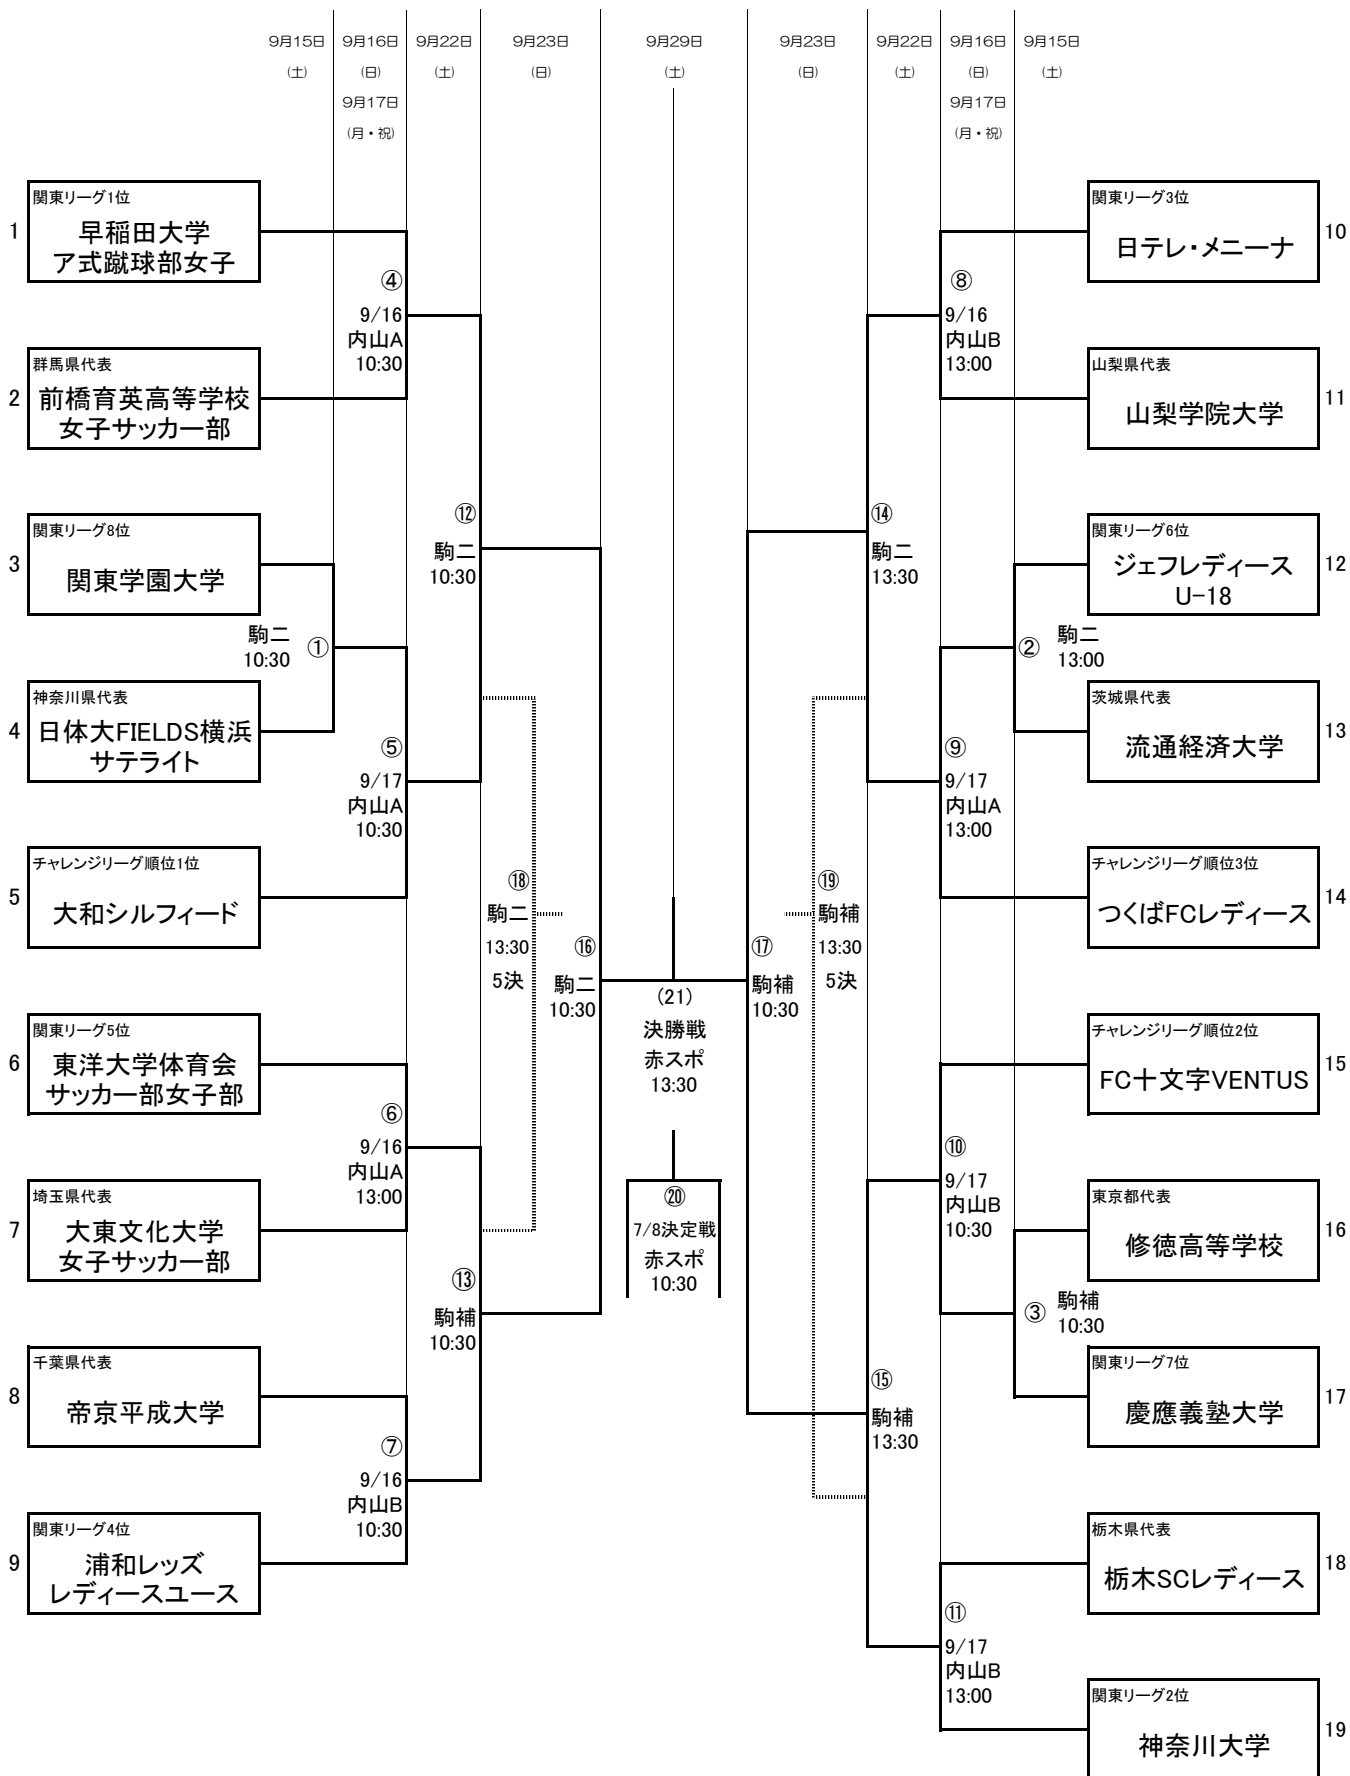 9月15日 9月16日 9月22日 9月23日 9月29日 9月23日 9月22日 9月16日 9月15日
(土) (日) (土) (日) (土) (日) (土) (日) (土)
9月17日 9月17日
(月・祝) (月・祝)
1
関東リーグ1位
早稲田大学
ア式蹴球部女子
2
群馬県代表
前橋育英高等学校
女子サッカー部
3
関東リーグ8位
関東学園大学
4
神奈川県代表
日体大FIELDS横浜
サテライト
5
チャレンジリーグ順位1位
大和シルフィード
6
関東リーグ5位
東洋大学体育会
サッカー部女子部
7
埼玉県代表
大東文化大学
女子サッカー部
8
千葉県代表
帝京平成大学
9
関東リーグ4位
浦和レッズ
レディースユース
①
駒二
10:30
④
9/16
内山A
10:30
⑤
9/17
内山A
10:30
⑥
9/16
内山A
13:00
⑦
9/16
内山B
10:30
⑫
駒二
10:30
⑬
駒補
10:30
⑱
駒二
13:30
5決
⑯
駒二
10:30
(21)
決勝戦
赤スポ
13:30
⑳
7/8決定戦
赤スポ
10:30
⑰
駒補
10:30
⑲
駒補
13:30
5決
⑭
駒二
13:30
⑮
駒補
13:30
⑧
9/16
内山B
13:00
⑨
9/17
内山A
13:00
⑩
9/17
内山B
10:30
⑪
9/17
内山B
13:00
②
駒二
13:00
③
駒補
10:30
関東リーグ3位
日テレ・メニーナ
10
山梨県代表
山梨学院大学
11
関東リーグ6位
ジェフレディース
U-18
12
茨城県代表
流通経済大学
13
チャレンジリーグ順位3位
つくばFCレディース
14
チャレンジリーグ順位2位
FC十文字VENTUS
15
東京都代表
修徳高等学校
16
関東リーグ7位
慶應義塾大学
17
栃木県代表
栃木SCレディース
18
関東リーグ2位
神奈川大学
19